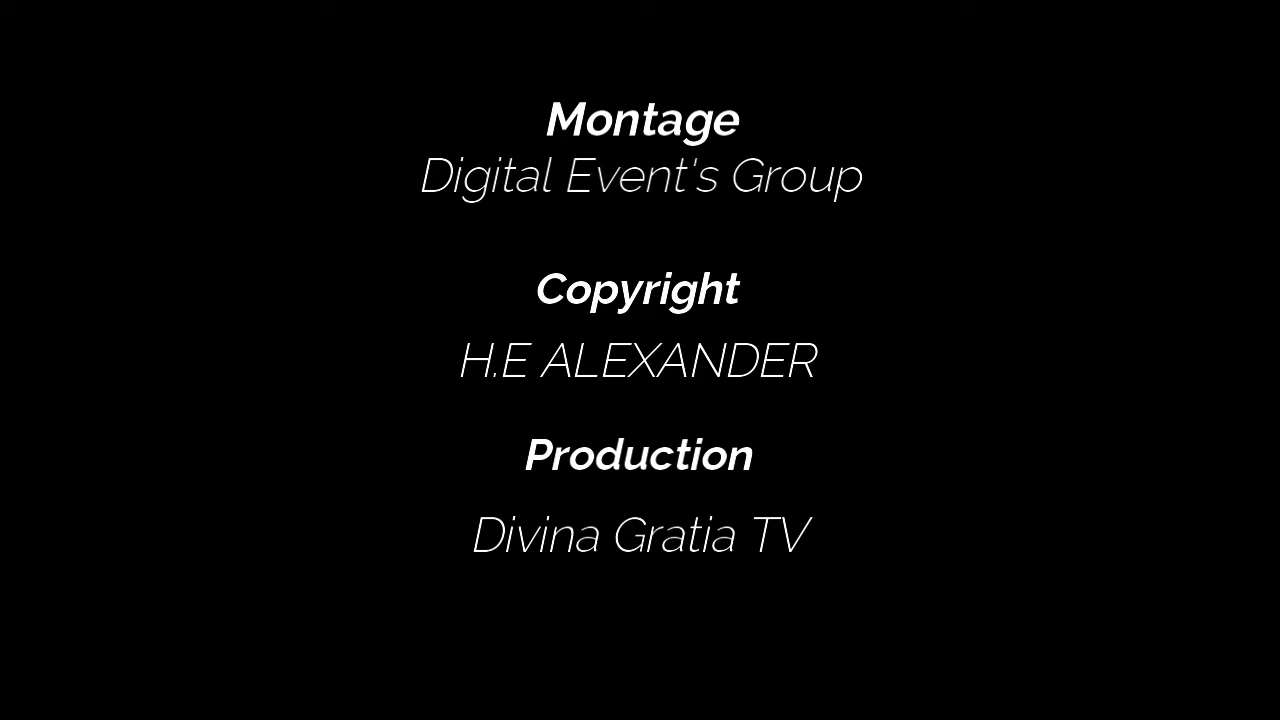 Montage
Digital Event's Group
Copyright
H.E ALEXANDER
Production
Divina Gratia TV